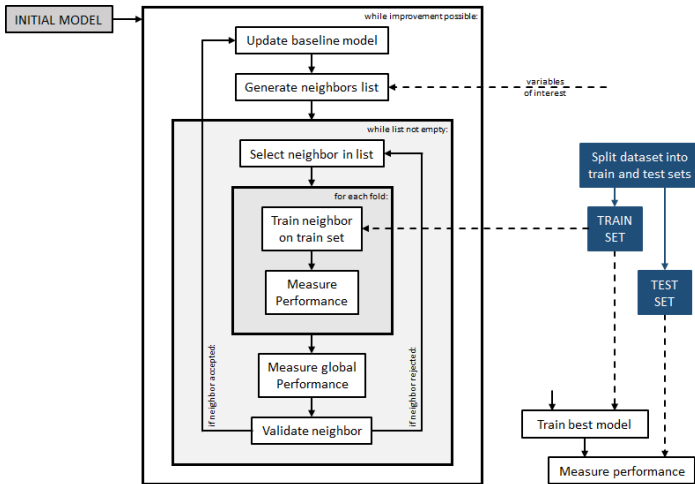 INITIAL MODEL
while improvement possible:
Update baseline model
Generate neighbors list
variables
of interest
while list not empty:
Select neighbor in list
for each fold:
Train neighbor
on train set
Measure
Performance
Measure global
Performance
Validate neighbor
if neighbor accepted:
if neighbor rejected:
Split dataset into
train and test sets
TRAIN
SET
TEST
SET
Train best model
Measure performance